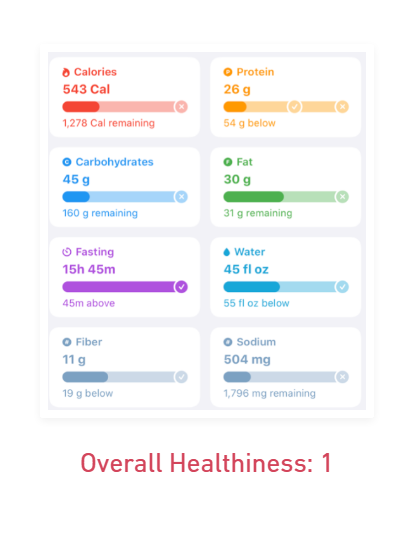 Calories
543 Cal
1,278 Cal remaining
Protein
26 g
54 g below
Carbohydrates
45 g
160 g remaining
Fat
30 g
31 g remaining
Fasting
15h 45m
45m above
Water
45 fl oz
55 fl oz below
Fiber
11 g
19 g below
Sodium
504 mg
1,796 mg remaining
Overall Healthiness: 1